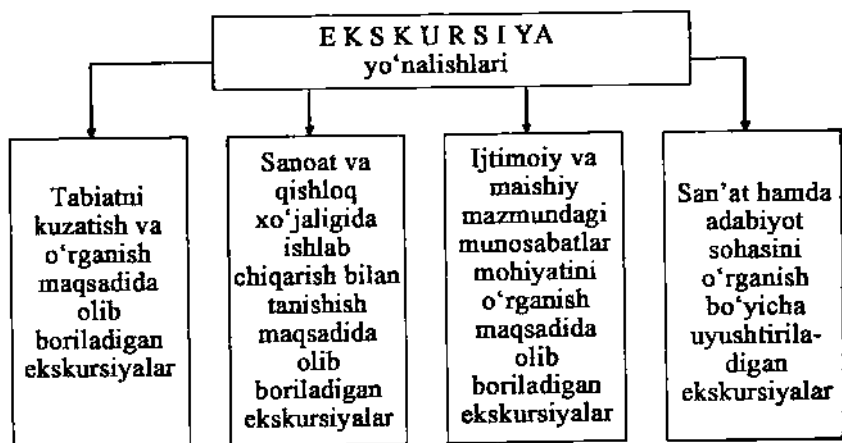 E K S K U R S I YA
yo‘nalishlari
Tabiatni
kuzatish va
o‘rganish
maqsadida
olib
boriladigan
ekskursiyalar
Sanoat va
qishloq
xo‘jaligida
ishlab
chiqarish bilan
tanishish
maqsadida
olib
boriladigan
ekskursiyalar
Ijtimoiy va
maishiy
mazmundagi
munosabatlar
mohiyatini
o‘rganish
maqsadida
olib
boriladigan
ekskursiyalar
San’at hamda
adabiyot
sohasini
o‘rganish
bo‘yicha
uyushtirila-
digan
ekskursiyalar